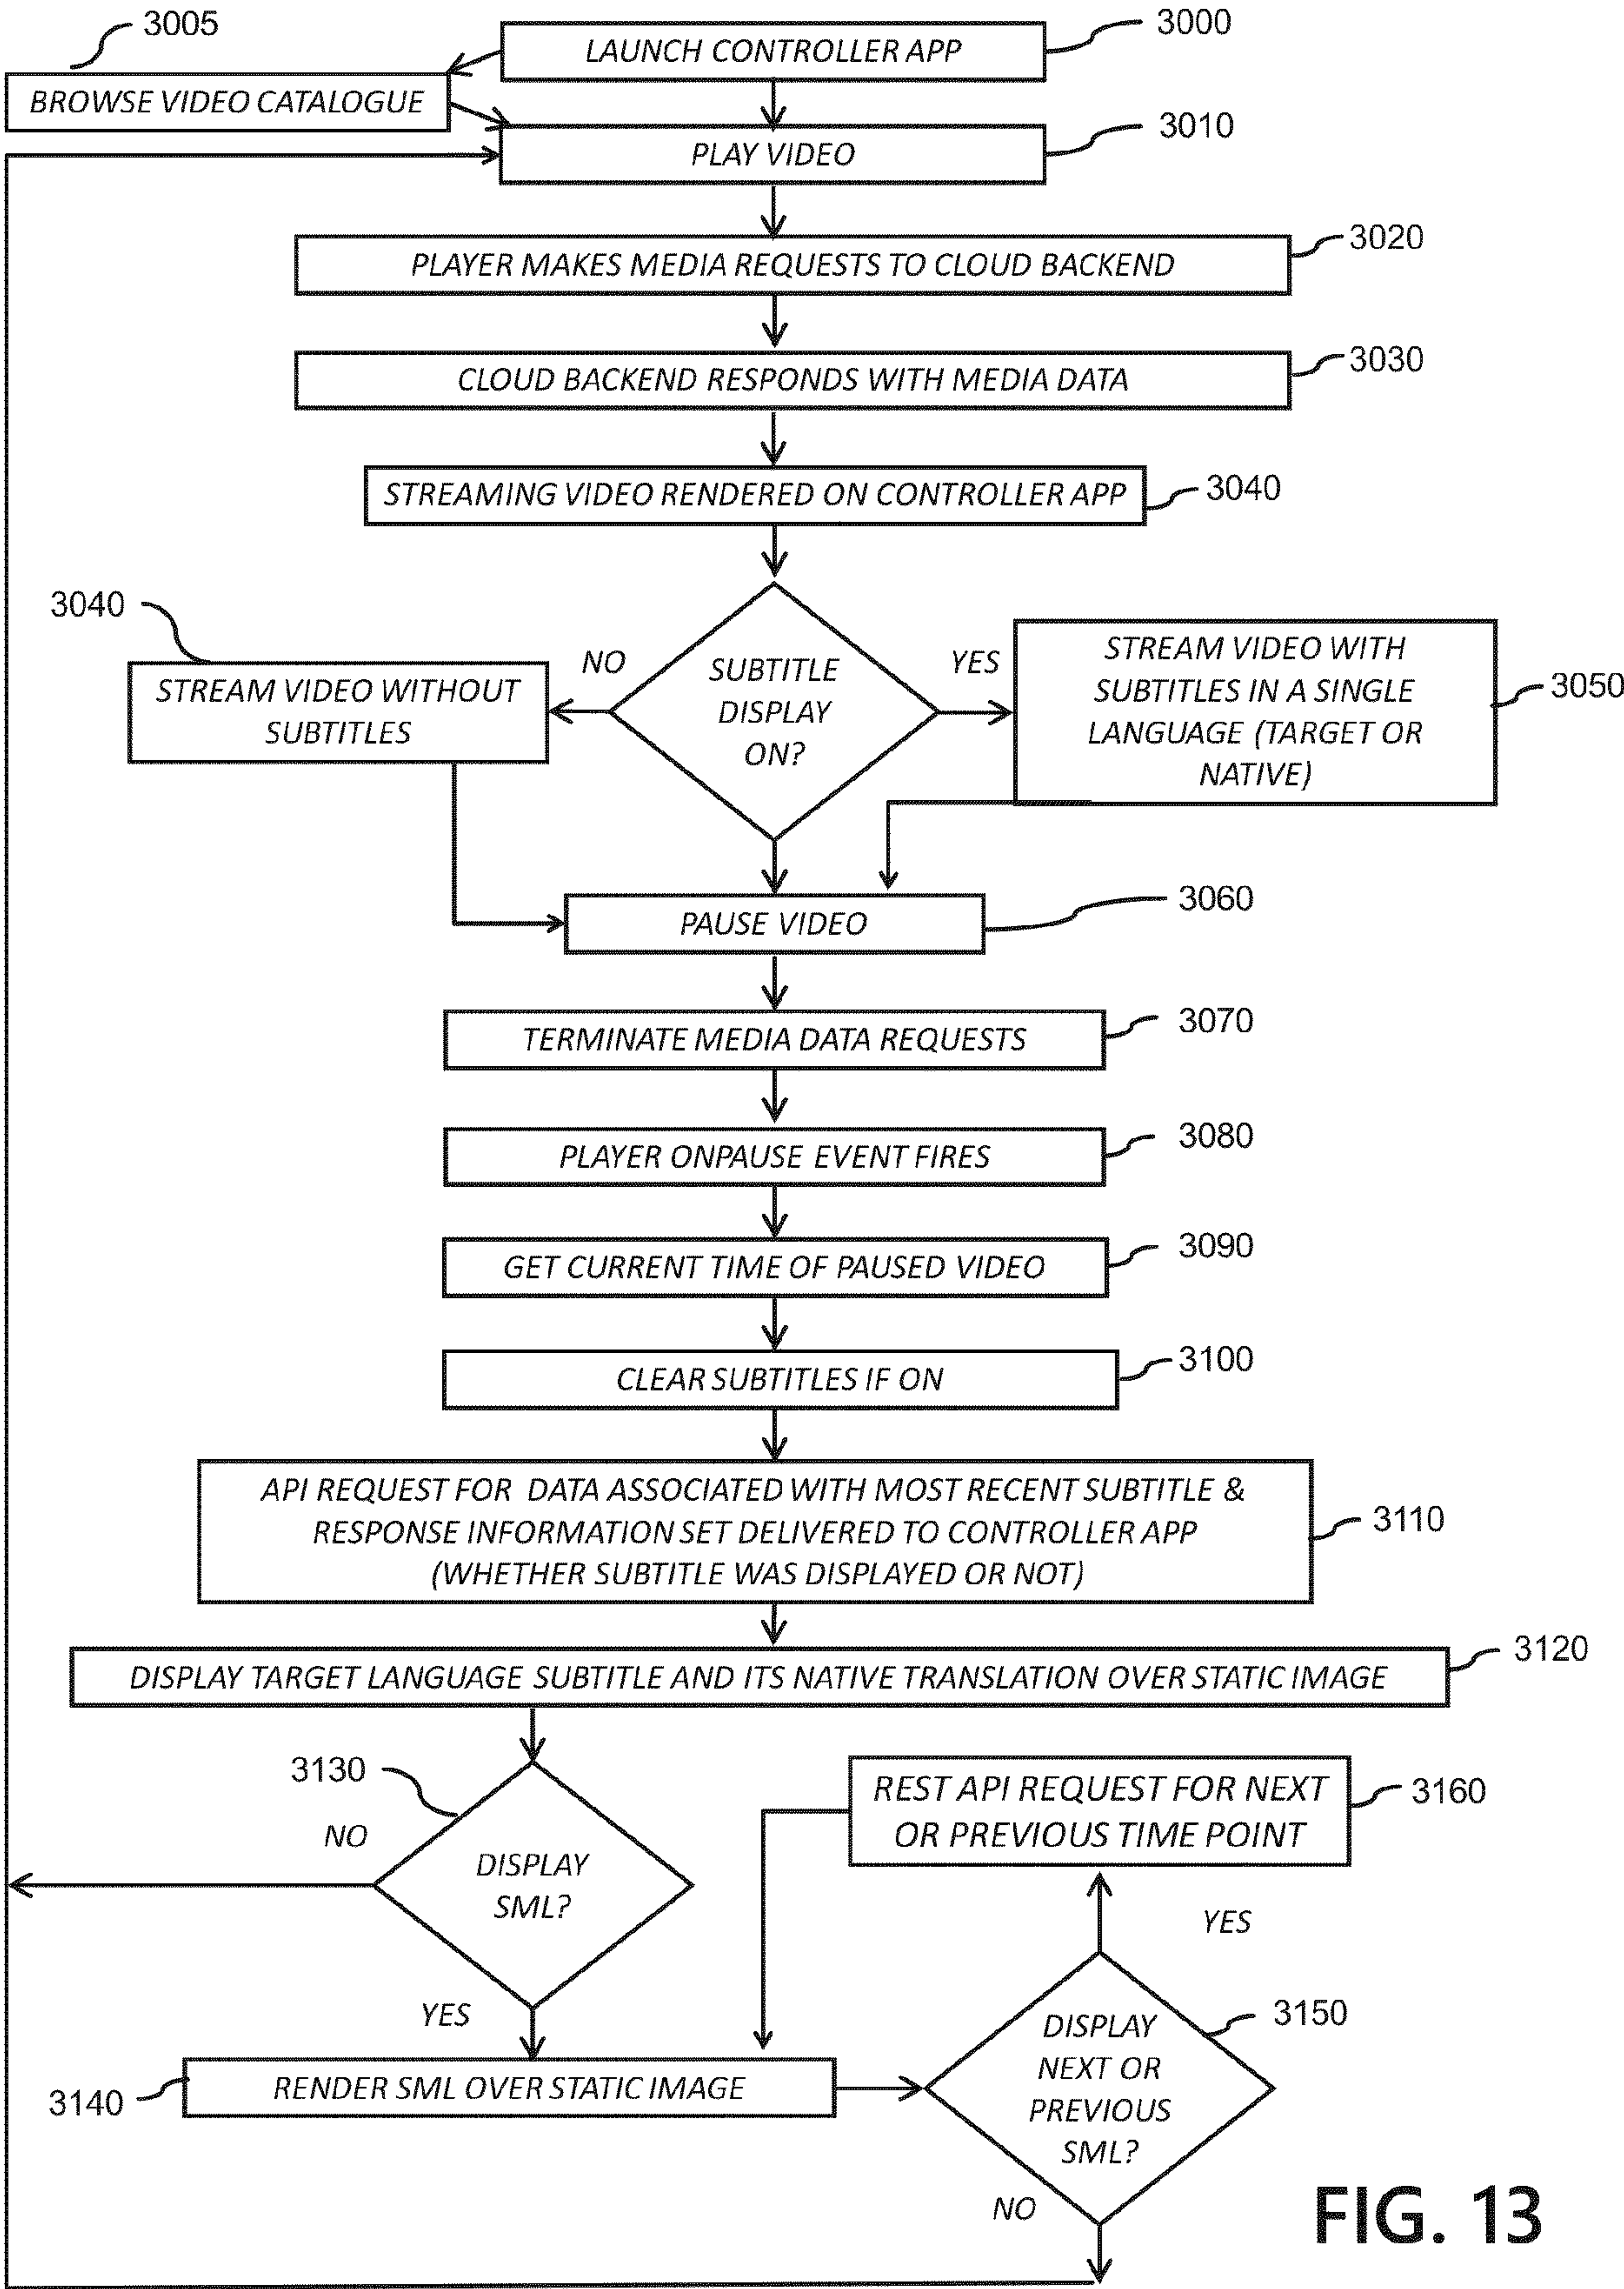 3005
3000
LAUNCH CONTROLLER APP
BROWSE VIDEO CATALOGUE
3010
PLAY VIDEO
3020
PLAYER MAKES MEDIA REQUESTS TO CLOUD BACKEND
3030
CLOUD BACKEND RESPONDS WITH MEDIA DATA
3040
STREAMING VIDEO RENDERED ON CONTROLLER APP
3040
STREAM VIDEO WITHOUT
SUBTITLES
NO
SUBTITLE
DISPLAY
ON?
YES
STREAM VIDEO WITH
SUBTITLES IN A SINGLE
LANGUAGE (TARGET OR
NATIVE)
3050
3060
PAUSE VIDEO
3070
TERMINATE MEDIA DATA REQUESTS
3080
PLAYER ONPAUSE EVENT FIRES
3090
GET CURRENT TIME OF PAUSED VIDEO
3100
CLEAR SUBTITLES IF ON
API REQUEST FOR DATA ASSOCIATED WITH MOST RECENT SUBTITLE &
RESPONSE INFORMATION SET DELIVERED TO CONTROLLER APP
(WHETHER SUBTITLE WAS DISPLAYED OR NOT)
3110
3120
DISPLAY TARGET LANGUAGE SUBTITLE AND ITS NATIVE TRANSLATION OVER STATIC IMAGE
3130
NO
DISPLAY
SML?
YES
REST API REQUEST FOR NEXT
OR PREVIOUS TIME POINT
3160
YES
3140
RENDER SML OVER STATIC IMAGE
3150
DISPLAY
NEXT OR
PREVIOUS
SML?
NO
FIG. 13